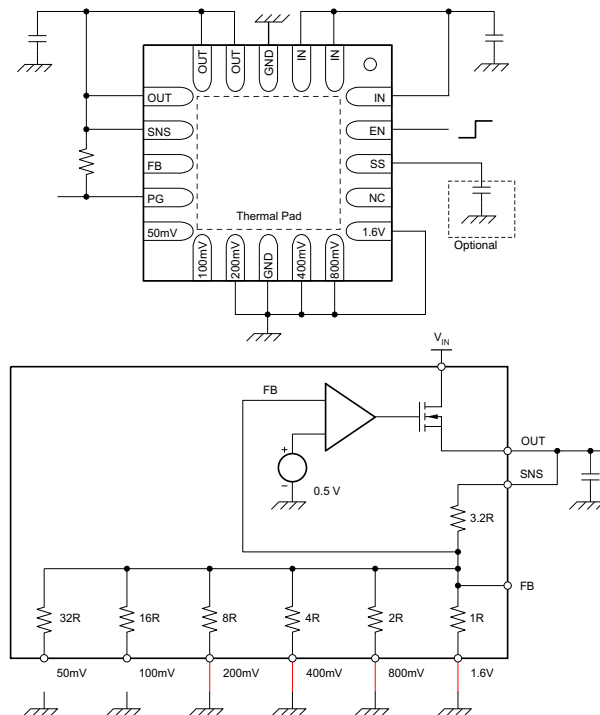 OUT
OUT
GND
IN
IN
OUT
IN
SNS
EN
FB
SS
PG
NC
50mV
1.6V
Thermal Pad
Optional
100mV
200mV
GND
400mV
800mV
VIN
FB
OUT
SNS
+
−
0.5 V
3.2R
FB
32R
16R
8R
4R
2R
1R
50mV
100mV
200mV
400mV
800mV
1.6V